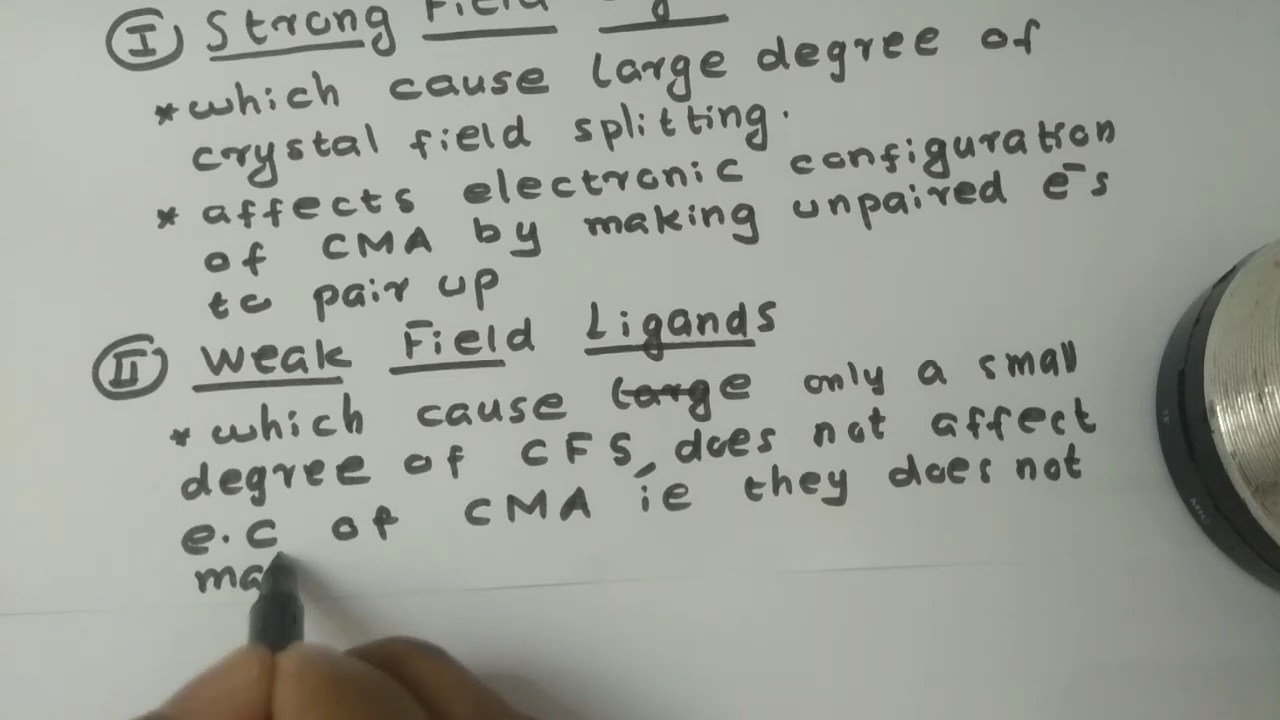 I Strong Field
* which cause large degree of
crystal field splitting.
* affects electronic configuration
of CMA by making unpaired e⁻s
to pair up
II Weak Field Ligands
* which cause large only a small
degree of CFS, does not affect
e.c of CMA ie they does not
ma